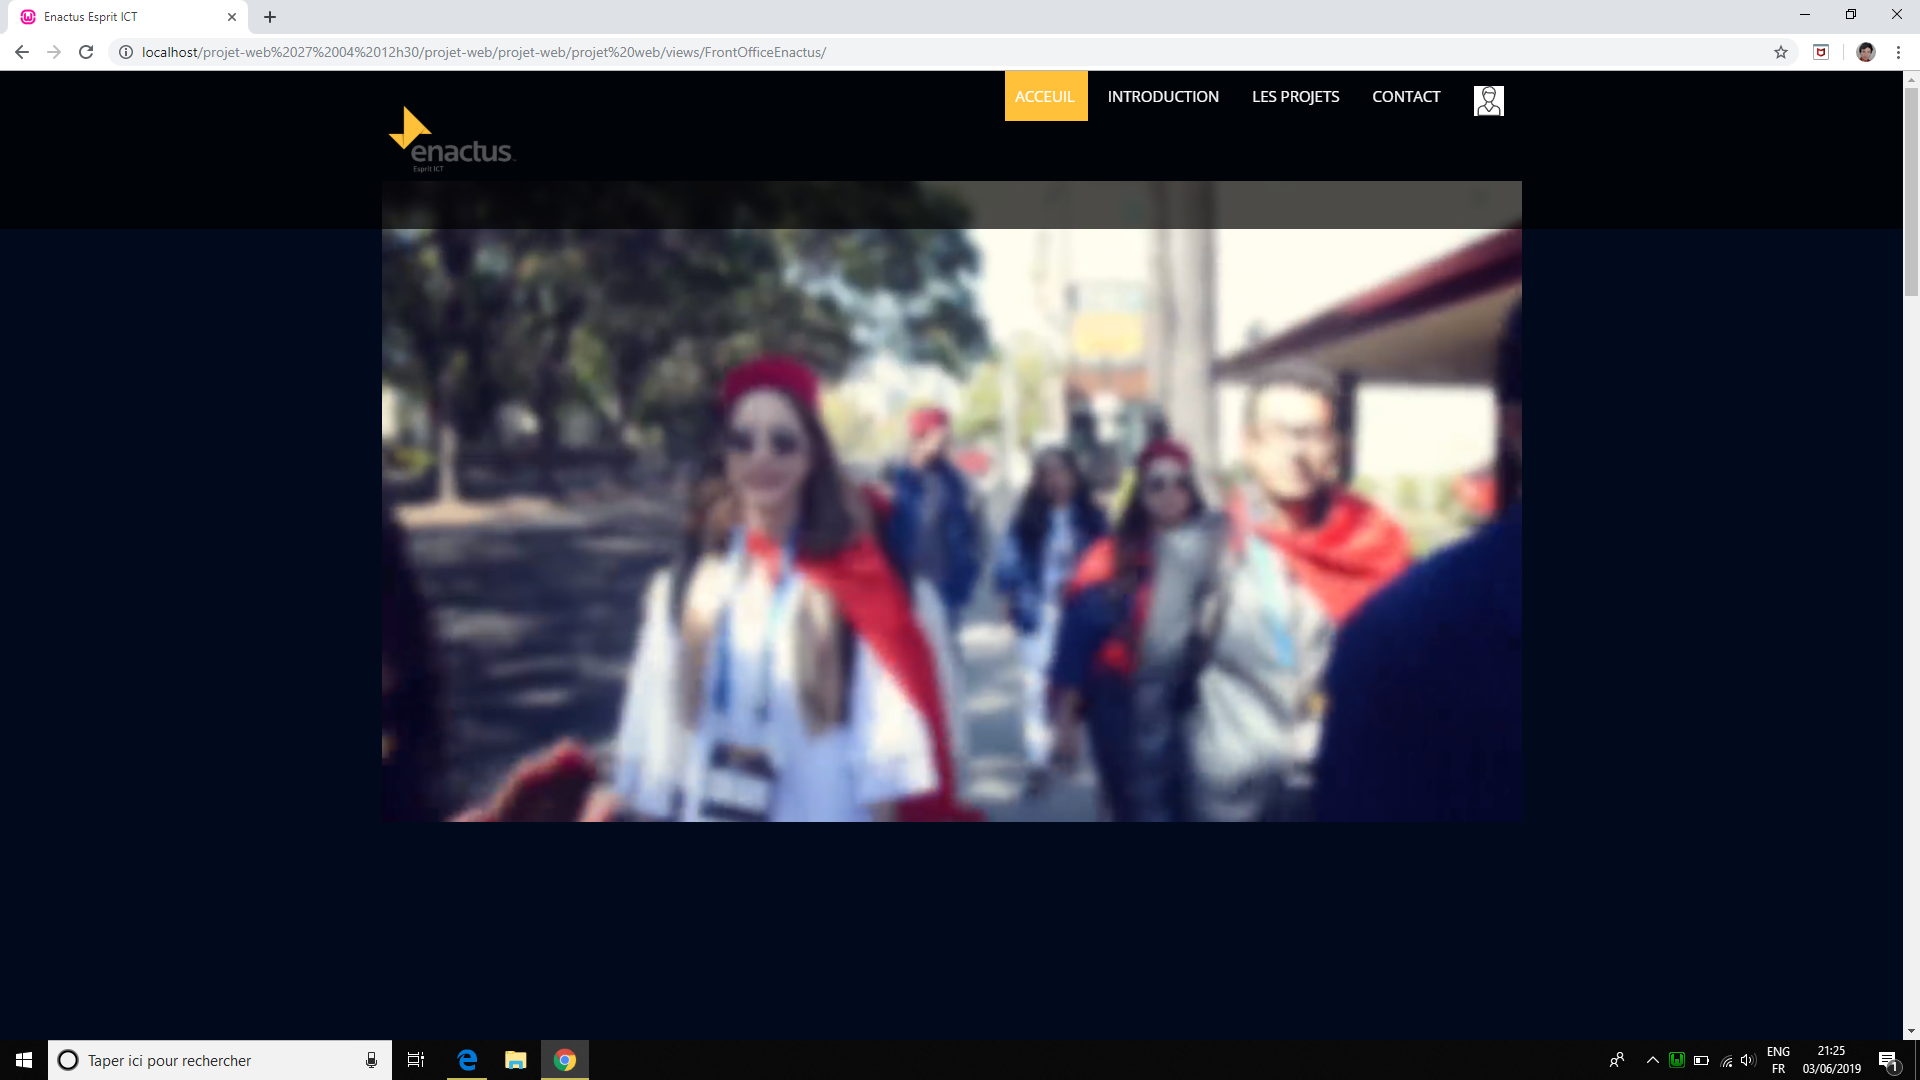 Enactus Esprit ICT
localhost/projet-web%2027%2004%2012h30/projet-web/projet-web/projet%20web/views/FrontOfficeEnactus/
ACCEUIL INTRODUCTION LES PROJETS CONTACT
enactus
Esprit ICT
Taper ici pour rechercher
ENG
FR
21:25
03/06/2019
1